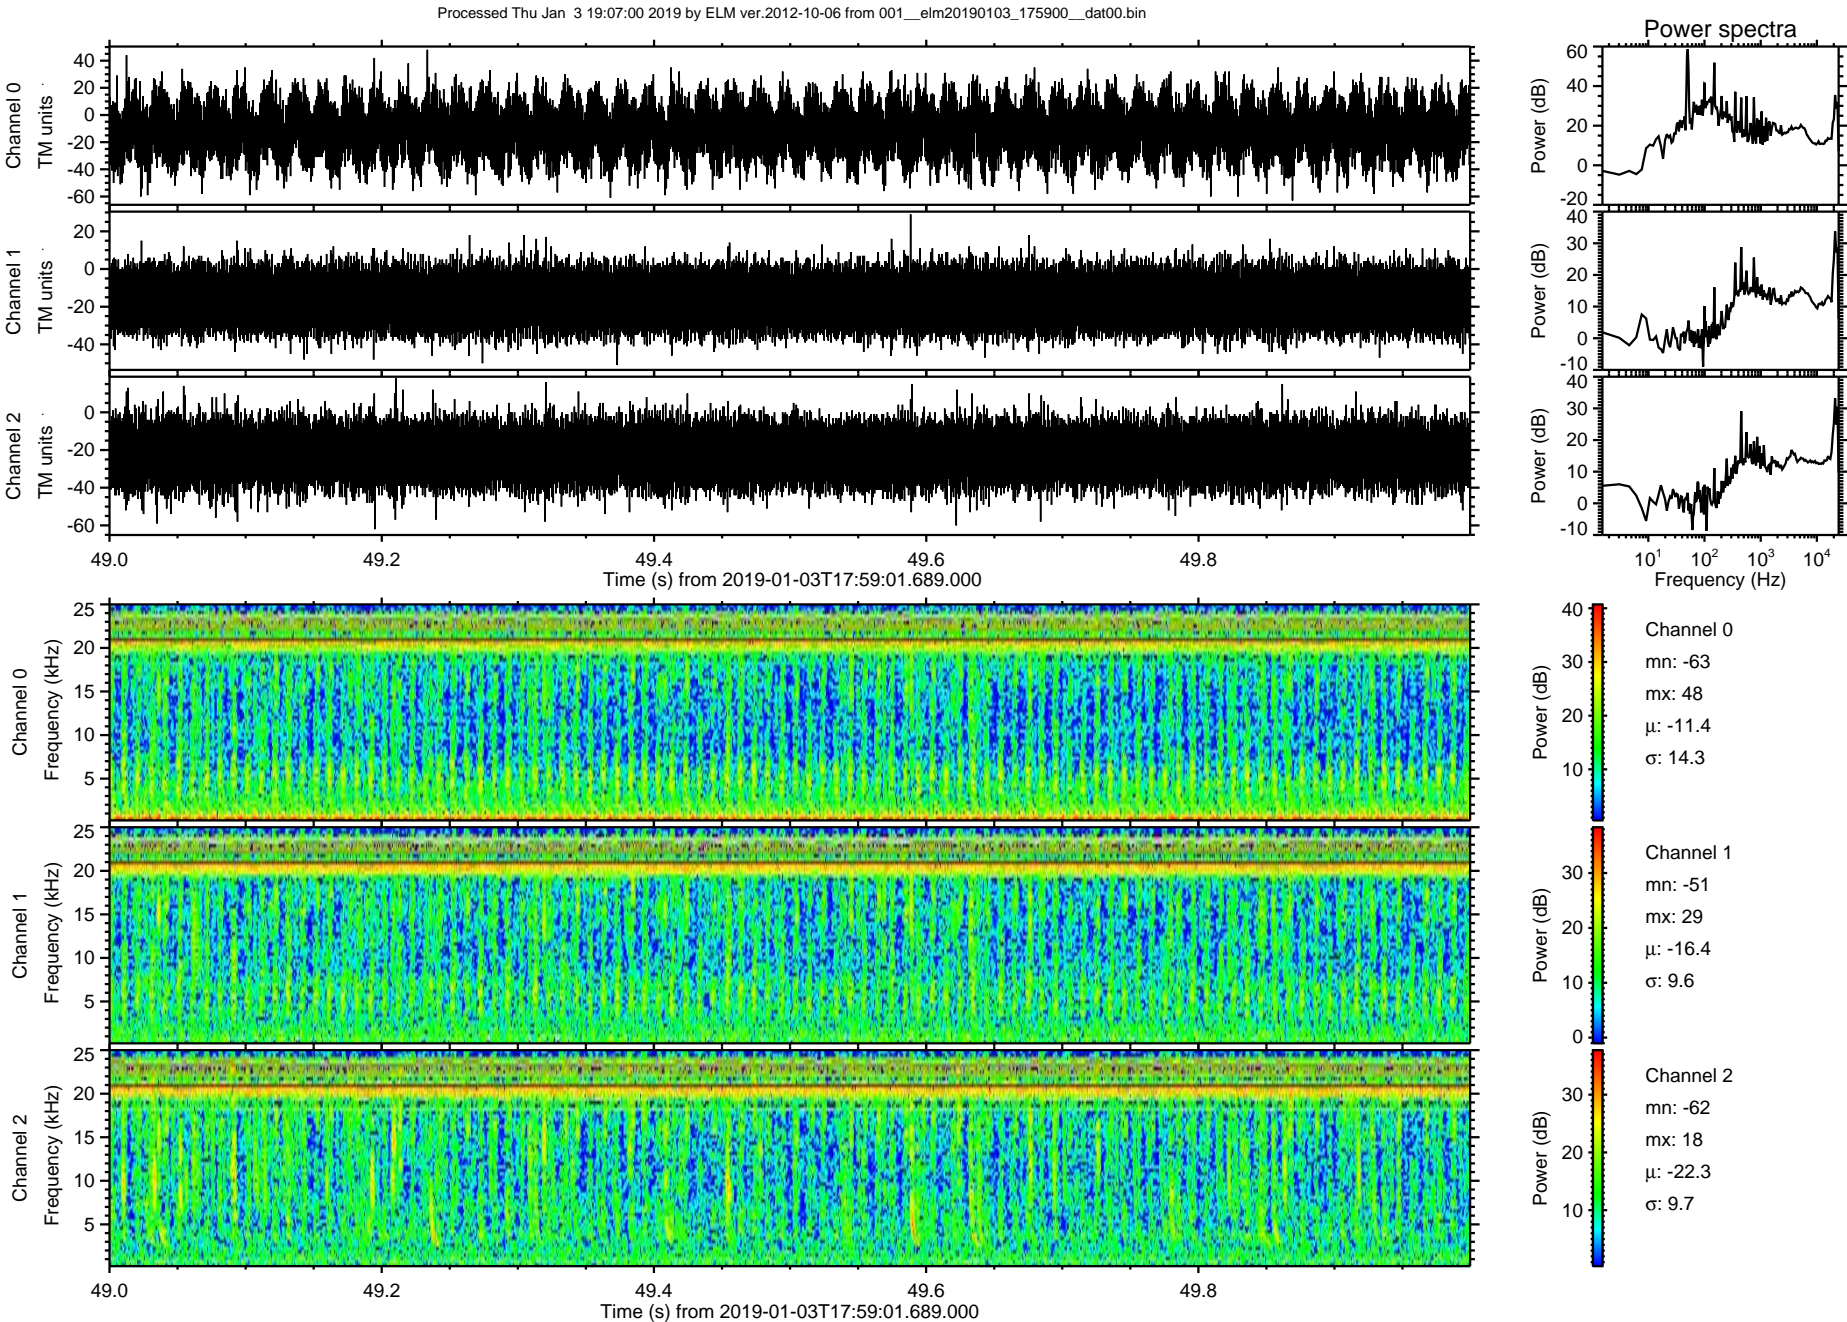 Processed Thu Jan  3 19:07:00 2019 by ELM ver.2012-10-06 from 001__elm20190103_175900__dat00.bin
Power spectra
Channel 0
TM units
40
20
0
-20
-40
-60
Power (dB)
60
40
20
0
-20
Channel 1
TM units
20
0
-20
-40
Power (dB)
40
30
20
10
0
-10
Channel 2
TM units
0
-20
-40
-60
Power (dB)
40
30
20
10
0
-10
49.0 49.2 49.4 49.6 49.8
Time (s) from 2019-01-03T17:59:01.689.000
10^1 10^2 10^3 10^4
Frequency (Hz)
Channel 0
Frequency (kHz)
25
20
15
10
5
Power (dB)
40
30
20
10
Channel 0
mn: -63
mx: 48
μ: -11.4
σ: 14.3
Channel 1
Frequency (kHz)
25
20
15
10
5
Power (dB)
30
20
10
0
Channel 1
mn: -51
mx: 29
μ: -16.4
σ: 9.6
Channel 2
Frequency (kHz)
25
20
15
10
5
Power (dB)
30
20
10
Channel 2
mn: -62
mx: 18
μ: -22.3
σ: 9.7
49.0 49.2 49.4 49.6 49.8
Time (s) from 2019-01-03T17:59:01.689.000